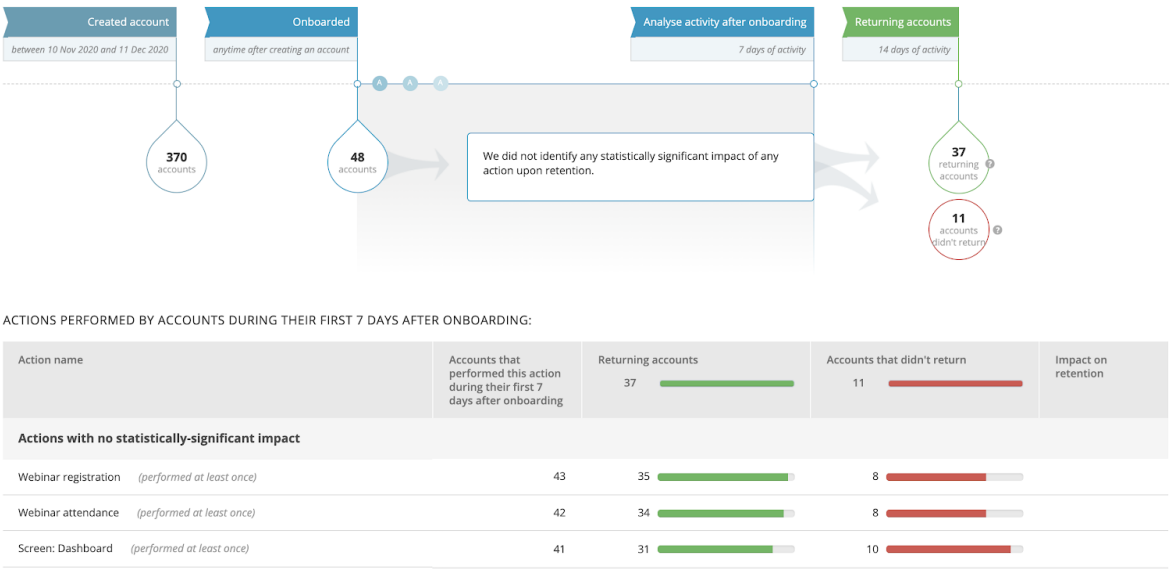 Created account
Onboarded
Analyse activity after onboarding
Returning accounts
between 10 Nov 2020 and 11 Dec 2020
anytime after creating an account
7 days of activity
14 days of activity
A
A
A
370
accounts
48
accounts
We did not identify any statistically significant impact of any
action upon retention.
37
returning
accounts
?
11
accounts
didn't return
?
ACTIONS PERFORMED BY ACCOUNTS DURING THEIR FIRST 7 DAYS AFTER ONBOARDING:
Action name
Accounts that
performed this action
during their first 7
days after onboarding
Returning accounts
37
Accounts that didn't return
11
Impact on
retention
Actions with no statistically-significant impact
Webinar registration (performed at least once) 43 35 8
Webinar attendance (performed at least once) 42 34 8
Screen: Dashboard (performed at least once) 41 31 10